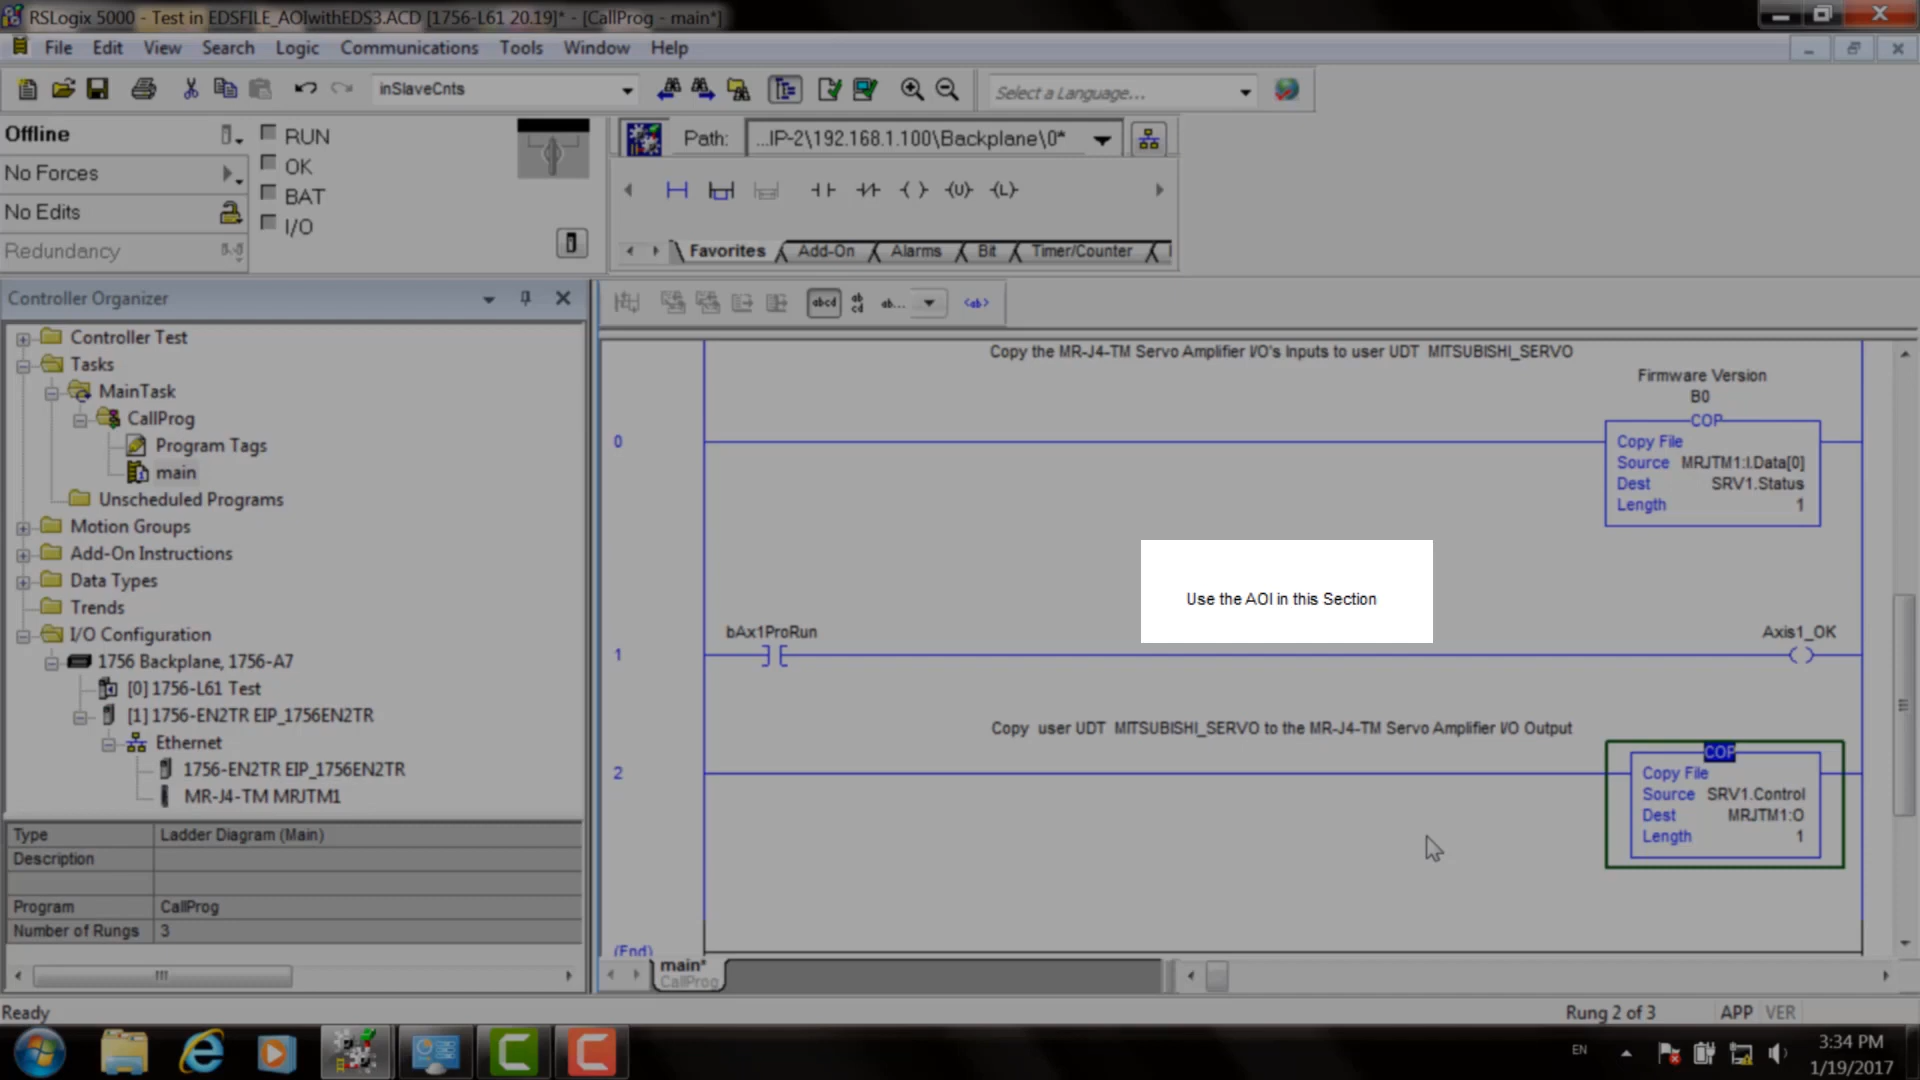 RSLogix 5000 - Test in EDSFILE_AOIwithEDS3.ACD [1756-L61 20.19]* - [CallProg - main*]
File Edit View Search Logic Communications Tools Window Help
inSlaveCnts
Select a Language...
Offline
RUN
No Forces
OK
No Edits
BAT
Redundancy
I/O
Path: ...IP-2\192.168.1.100\Backplane\0*
Favorites Add-On Alarms Bit Timer/Counter
Controller Organizer
Controller Test
Tasks
MainTask
CallProg
Program Tags
main
Unscheduled Programs
Motion Groups
Add-On Instructions
Data Types
Trends
I/O Configuration
1756 Backplane, 1756-A7
[0] 1756-L61 Test
[1] 1756-EN2TR EIP_1756EN2TR
Ethernet
1756-EN2TR EIP_1756EN2TR
MR-J4-TM MRJTM1
Type Ladder Diagram (Main)
Description
Program CallProg
Number of Rungs 3
abcd
ab
cd
ab...
<ab>
Copy the MR-J4-TM Servo Amplifier I/O's Inputs to user UDT MITSUBISHI_SERVO
Firmware Version
B0
COP
0
Copy File
Source MRJTM1:I.Data[0]
Dest SRV1.Status
Length 1
Use the AOI in this Section
bAx1ProRun
Axis1_OK
1
Copy user UDT MITSUBISHI_SERVO to the MR-J4-TM Servo Amplifier I/O Output
COP
2
Copy File
Source SRV1.Control
Dest MRJTM1:O
Length 1
(End)
main*
CallProg
Ready
Rung 2 of 3 APP VER
EN
3:34 PM
1/19/2017